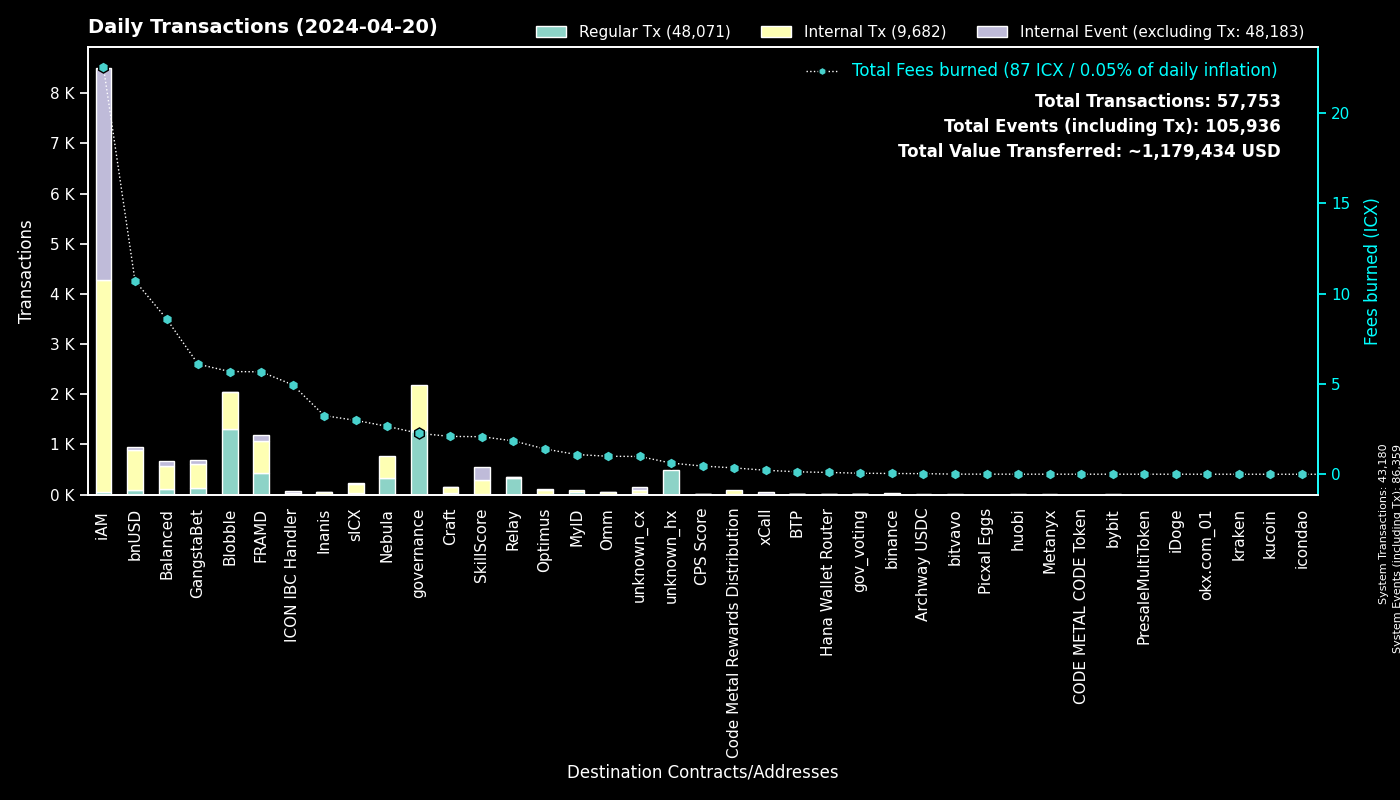 Daily Transactions (2024-04-20)
Regular Tx (48,071)
Internal Tx (9,682)
Internal Event (excluding Tx: 48,183)
Total Fees burned (87 ICX / 0.05% of daily inflation)
Total Transactions: 57,753
Total Events (including Tx): 105,936
Total Value Transferred: ~1,179,434 USD
Transactions
8 K
7 K
6 K
5 K
4 K
3 K
2 K
1 K
0 K
20
15
10
5
0
Fees burned (ICX)
iAM
bnUSD
Balanced
GangstaBet
Blobble
FRAMD
ICON IBC Handler
Inanis
sICX
Nebula
governance
Craft
SkillScore
Relay
Optimus
MyID
Omm
unknown_cx
unknown_hx
CPS Score
Code Metal Rewards Distribution
xCall
BTP
Hana Wallet Router
gov_voting
binance
Archway USDC
bitvavo
Picxal Eggs
huobi
Metanyx
CODE METAL CODE Token
bybit
PresaleMultiToken
iDoge
okx.com_01
kraken
kucoin
icondao
Destination Contracts/Addresses
System Transactions: 43,180
System Events (including Tx): 86,359